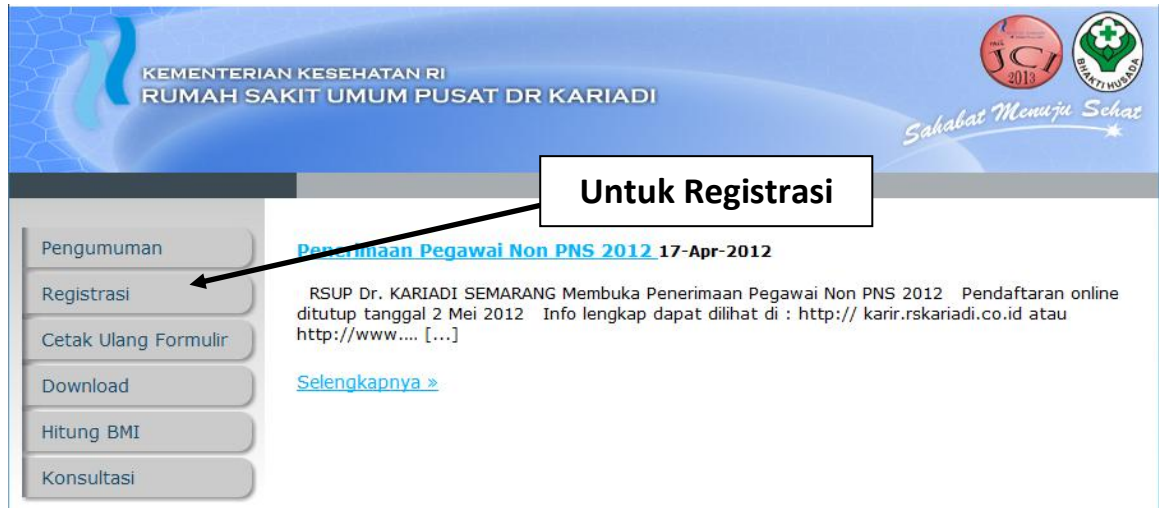 KEMENTERIAN KESEHATAN RI
RUMAH SAKIT UMUM PUSAT DR KARIADI
JCI
2013
BHAKTI HUSADA
Sahabat Menuju Sehat
Untuk Registrasi
Pengumuman
Registrasi
Cetak Ulang Formulir
Download
Hitung BMI
Konsultasi
Penerimaan Pegawai Non PNS 2012 17-Apr-2012
RSUP Dr. KARIADI SEMARANG Membuka Penerimaan Pegawai Non PNS 2012 Pendaftaran online
ditutup tanggal 2 Mei 2012 Info lengkap dapat dilihat di : http:// karir.rskariadi.co.id atau
http://www.... [...]
Selengkapnya »